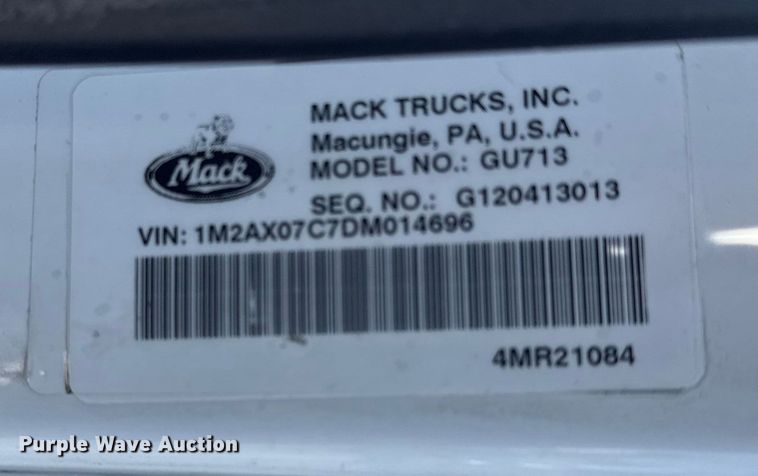 MACK TRUCKS, INC.
Macungie, PA, U.S.A.
MODEL NO.: GU713
Mack
SEQ. NO.: G120413013
VIN: 1M2AX07C7DM014696
4MR21084
Purple Wave Auction